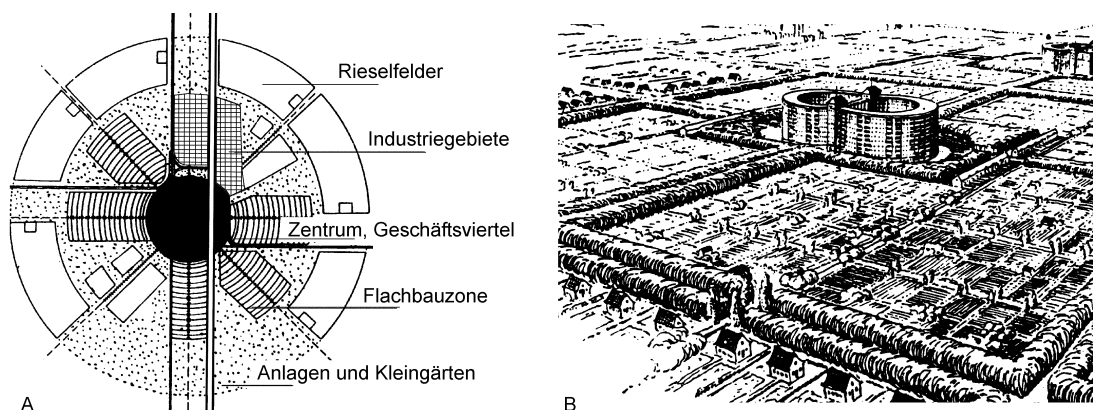 Rieselfelder
Industriegebiete
Zentrum, Geschäftsviertel
Flachbauzone
Anlagen und Kleingärten
A
B